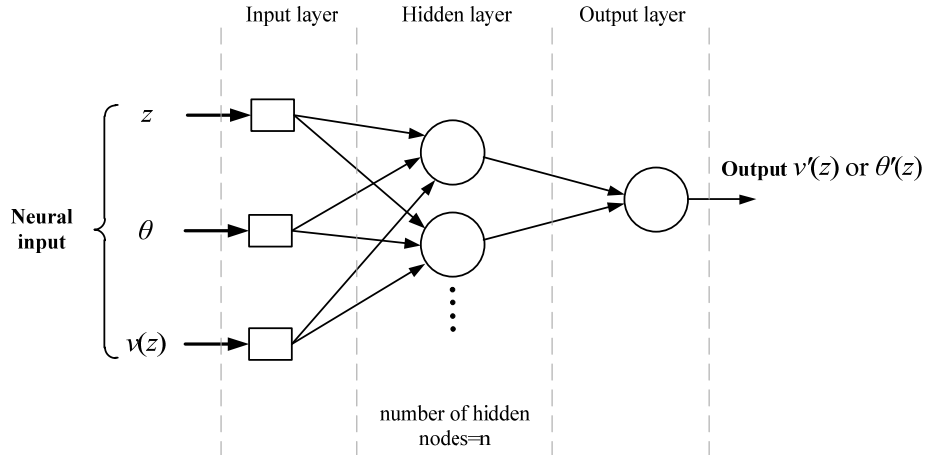 Input layer
Hidden layer
Output layer
z
θ
v(z)
Neural
input
Output v′(z) or θ′(z)
number of hidden
nodes=n